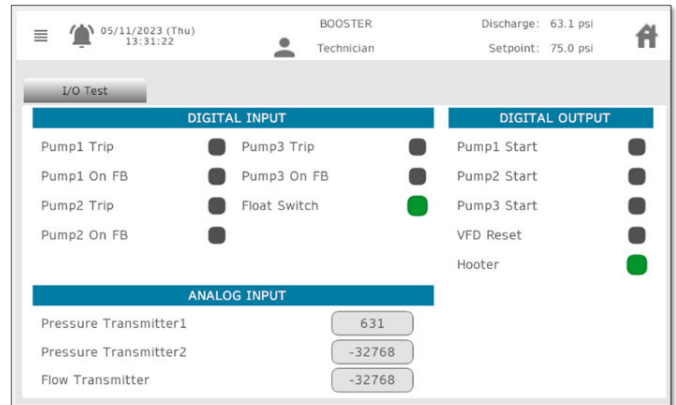 05/11/2023 (Thu)
13:31:22
BOOSTER
Technician
Discharge: 63.1 psi
Setpoint: 75.0 psi
I/O Test
DIGITAL INPUT
Pump1 Trip
Pump3 Trip
Pump1 On FB
Pump3 On FB
Pump2 Trip
Float Switch
Pump2 On FB
DIGITAL OUTPUT
Pump1 Start
Pump2 Start
Pump3 Start
VFD Reset
Hooter
ANALOG INPUT
Pressure Transmitter1 631
Pressure Transmitter2 -32768
Flow Transmitter -32768